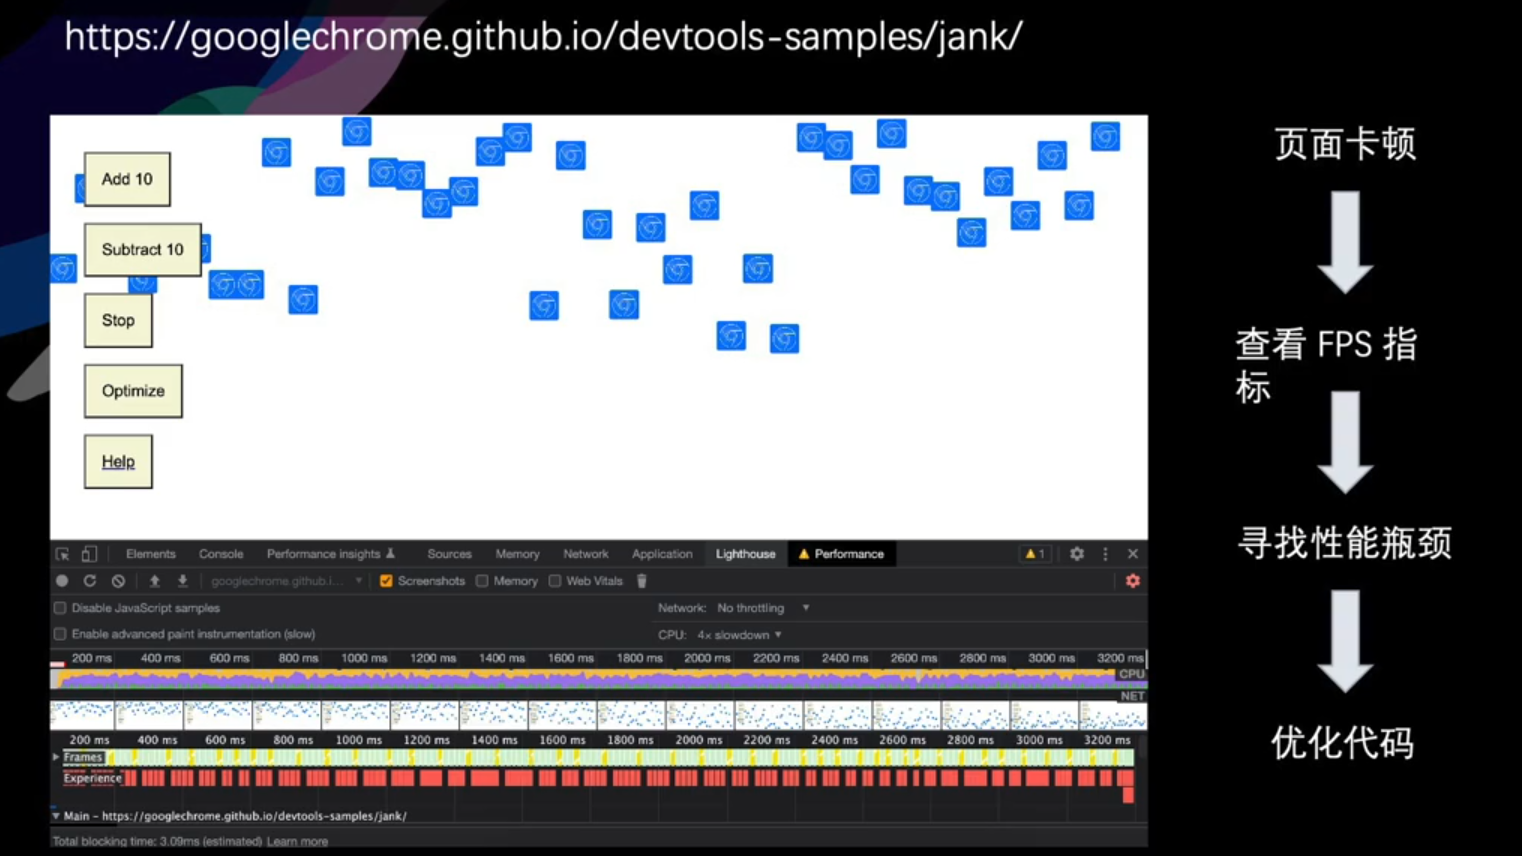 https://googlechrome.github.io/devtools-samples/jank/
Add 10
Subtract 10
Stop
Optimize
Help
页面卡顿
查看 FPS 指
标
寻找性能瓶颈
优化代码
Elements Console Performance insights Sources Memory Network Application Lighthouse Performance 1
googlechrome.github.i... Screenshots Memory Web Vitals
Disable JavaScript samples Network: No throttling
Enable advanced paint instrumentation (slow) CPU: 4x slowdown
200 ms 400 ms 600 ms 800 ms 1000 ms 1200 ms 1400 ms 1600 ms 1800 ms 2000 ms 2200 ms 2400 ms 2600 ms 2800 ms 3000 ms 3200 ms
CPU
NET
200 ms 400 ms 600 ms 800 ms 1000 ms 1200 ms 1400 ms 1600 ms 1800 ms 2000 ms 2200 ms 2400 ms 2600 ms 2800 ms 3000 ms 3200 ms
Frames
Experience
Main – https://googlechrome.github.io/devtools-samples/jank/
Total blocking time: 3.09ms (estimated) Learn more